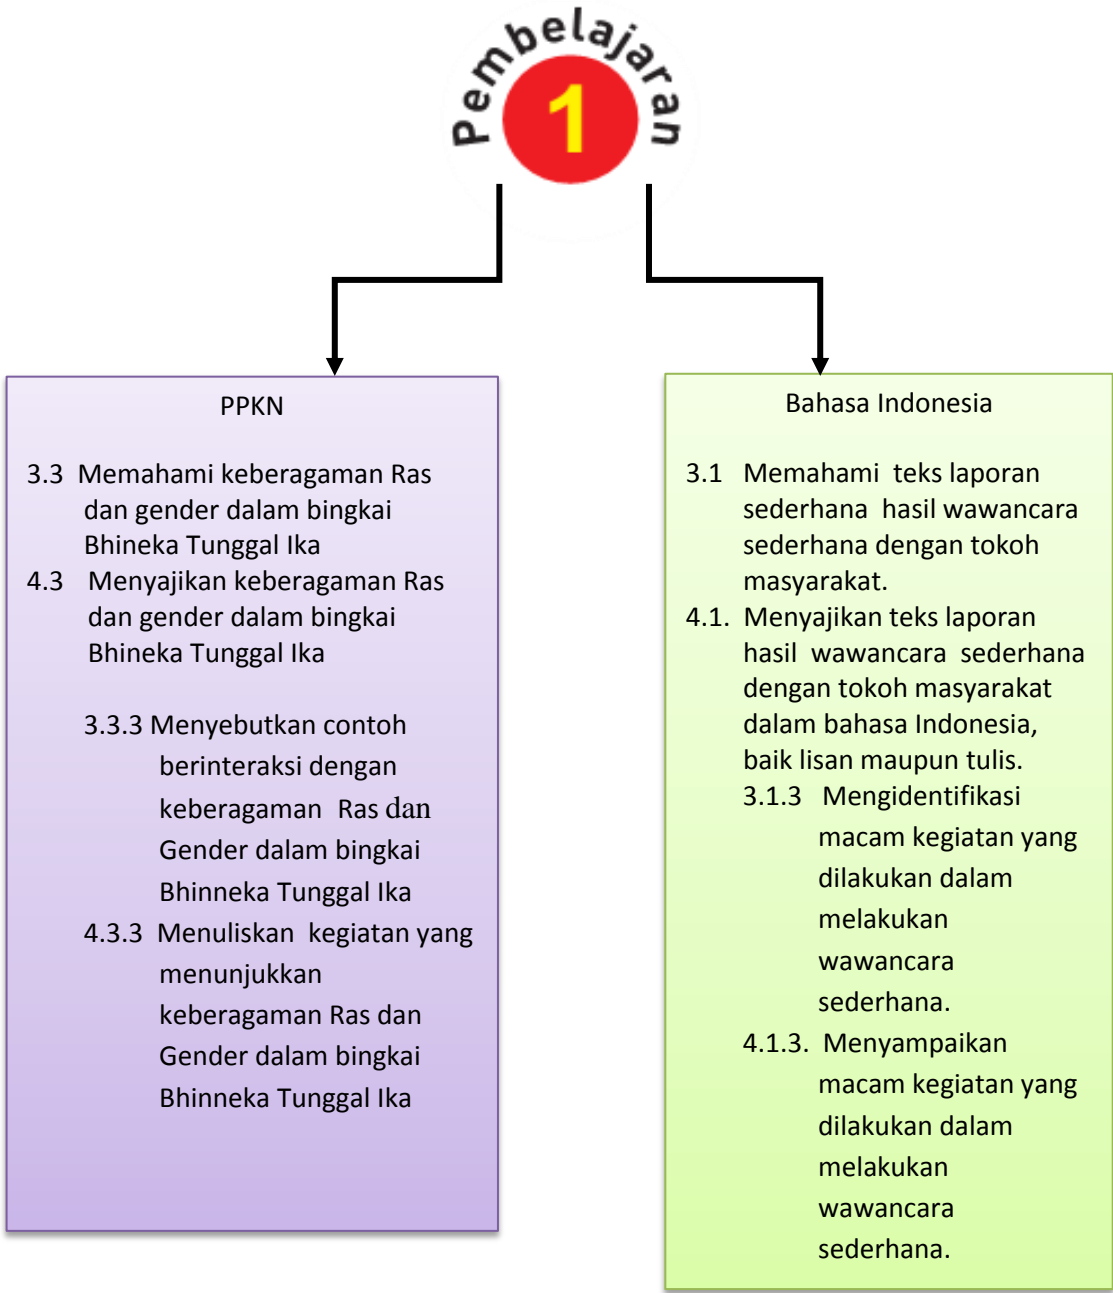 Pembelajaran
1
PPKN
3.3 Memahami keberagaman Ras
dan gender dalam bingkai
Bhineka Tunggal Ika
4.3 Menyajikan keberagaman Ras
dan gender dalam bingkai
Bhineka Tunggal Ika
3.3.3 Menyebutkan contoh
berinteraksi dengan
keberagaman Ras dan
Gender dalam bingkai
Bhinneka Tunggal Ika
4.3.3 Menuliskan kegiatan yang
menunjukkan
keberagaman Ras dan
Gender dalam bingkai
Bhinneka Tunggal Ika
Bahasa Indonesia
3.1 Memahami teks laporan
sederhana hasil wawancara
sederhana dengan tokoh
masyarakat.
4.1. Menyajikan teks laporan
hasil wawancara sederhana
dengan tokoh masyarakat
dalam bahasa Indonesia,
baik lisan maupun tulis.
3.1.3 Mengidentifikasi
macam kegiatan yang
dilakukan dalam
melakukan
wawancara
sederhana.
4.1.3. Menyampaikan
macam kegiatan yang
dilakukan dalam
melakukan
wawancara
sederhana.